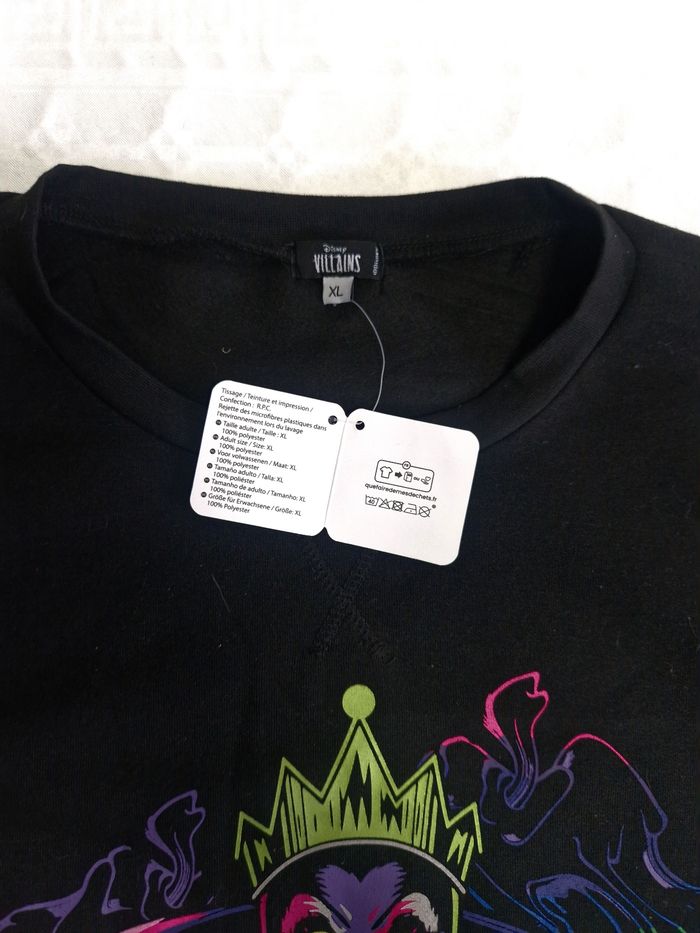 Disney
VILLAINS
XL
Tissage / Teinture et impression /
Confection : R.P.C.
Rejette des microfibres plastiques dans
l'environnement lors du lavage
Taille adulte / Taille : XL
100% polyester
Adult size / Size: XL
100% polyester
Voor volwassenen / Maat: XL
100% polyester
Tamaño adulto / Talla: XL
100% poliéster
Tamanho de adulto / Tamanho: XL
100% poliéster
Größe für Erwachsene / Größe: XL
100% Polyester
FR
OU
quefairedemesdechets.fr
40